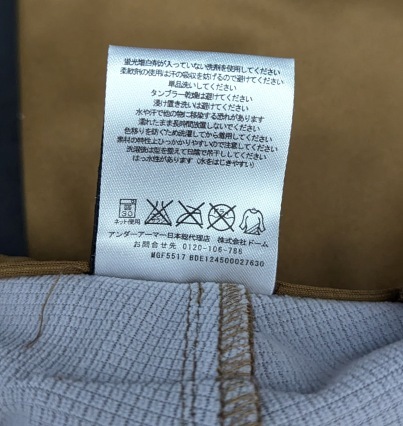 蛍光増白剤が入っていない洗剤を使用してください
柔軟剤の使用は汗の吸収を妨げるので避けてください
単品洗いしてください
タンブラー乾燥は避けてください
浸け置き洗いは避けてください
水や汗で他の物に移染する恐れがあります
濡れたまま長時間放置しないでください
色移りを防ぐため洗濯してから着用してください
素材の特性上ひっかかりやすいので注意してください
洗濯後は型を整えて日陰で吊干ししてください
はっ水性があります（水をはじきやすい）
ネット使用
アンダーアーマー日本総代理店 株式会社ドーム
お問合せ先 0120-106-786
MGF5517 BDE124500027630